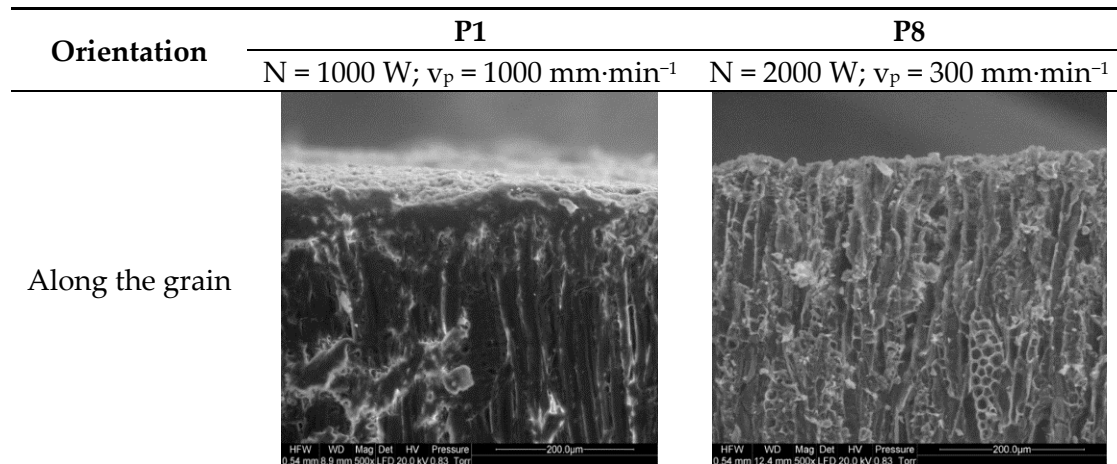 Orientation
P1
P8
N = 1000 W; vₚ = 1000 mm·min⁻¹
N = 2000 W; vₚ = 300 mm·min⁻¹
Along the grain
HFW WD Mag Det HV Pressure
0.54 mm 8.9 mm 500x LFD 20.0 kV 0.83 Torr
200.0µm
HFW WD Mag Det HV Pressure
0.54 mm 12.4 mm 500x LFD 20.0 kV 0.83 Torr
200.0µm